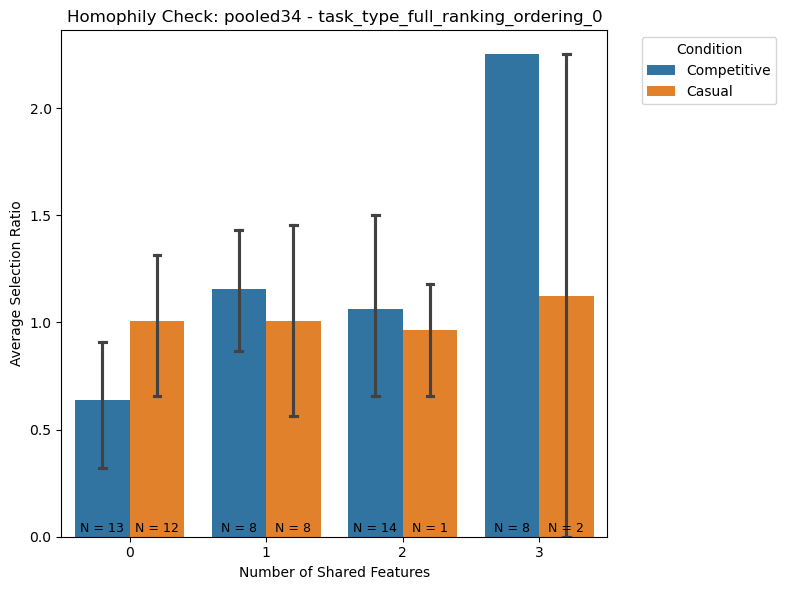 Homophily Check: pooled34 - task_type_full_ranking_ordering_0
Condition
Competitive
Casual
Average Selection Ratio
2.0
1.5
1.0
0.5
0.0
N = 13 N = 12 N = 8 N = 8 N = 14 N = 1 N = 8 N = 2
0 1 2 3
Number of Shared Features